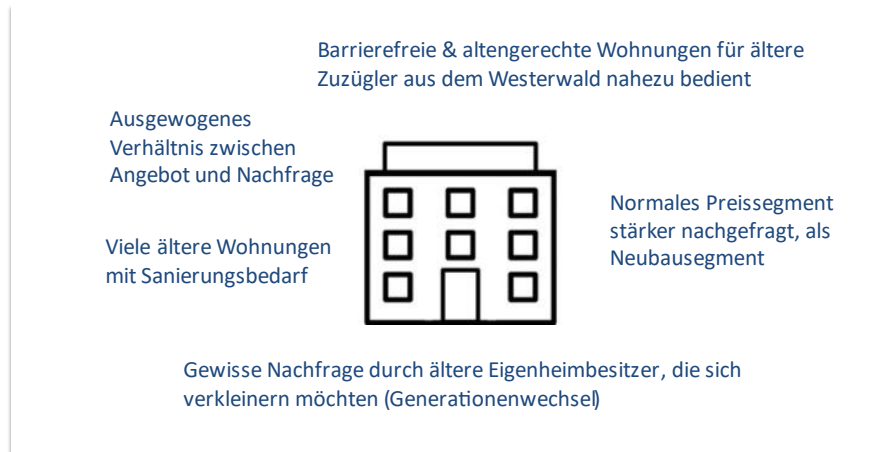 Barrierefreie & altengerechte Wohnungen für ältere
Zuzügler aus dem Westerwald nahezu bedient
Ausgewogenes
Verhältnis zwischen
Angebot und Nachfrage
Normales Preissegment
stärker nachgefragt, als
Neubausegment
Viele ältere Wohnungen
mit Sanierungsbedarf
Gewisse Nachfrage durch ältere Eigenheimbesitzer, die sich
verkleinern möchten (Generationenwechsel)